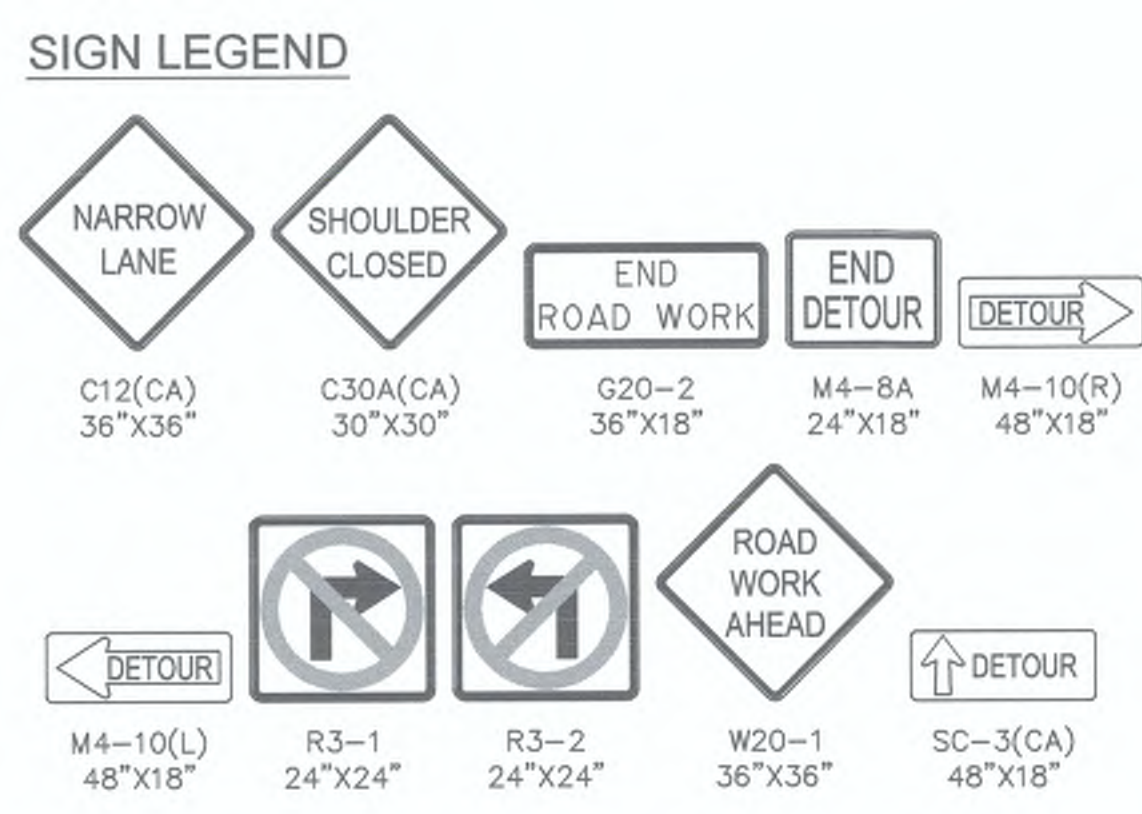 SIGN LEGEND
NARROW
LANE
C12(CA)
36”X36”
SHOULDER
CLOSED
C30A(CA)
30”X30”
END
ROAD WORK
G20-2
36”X18”
END
DETOUR
M4-8A
24”X18”
DETOUR
M4-10(R)
48”X18”
DETOUR
M4-10(L)
48”X18”
R3-1
24”X24”
R3-2
24”X24”
ROAD
WORK
AHEAD
W20-1
36”X36”
DETOUR
SC-3(CA)
48”X18”